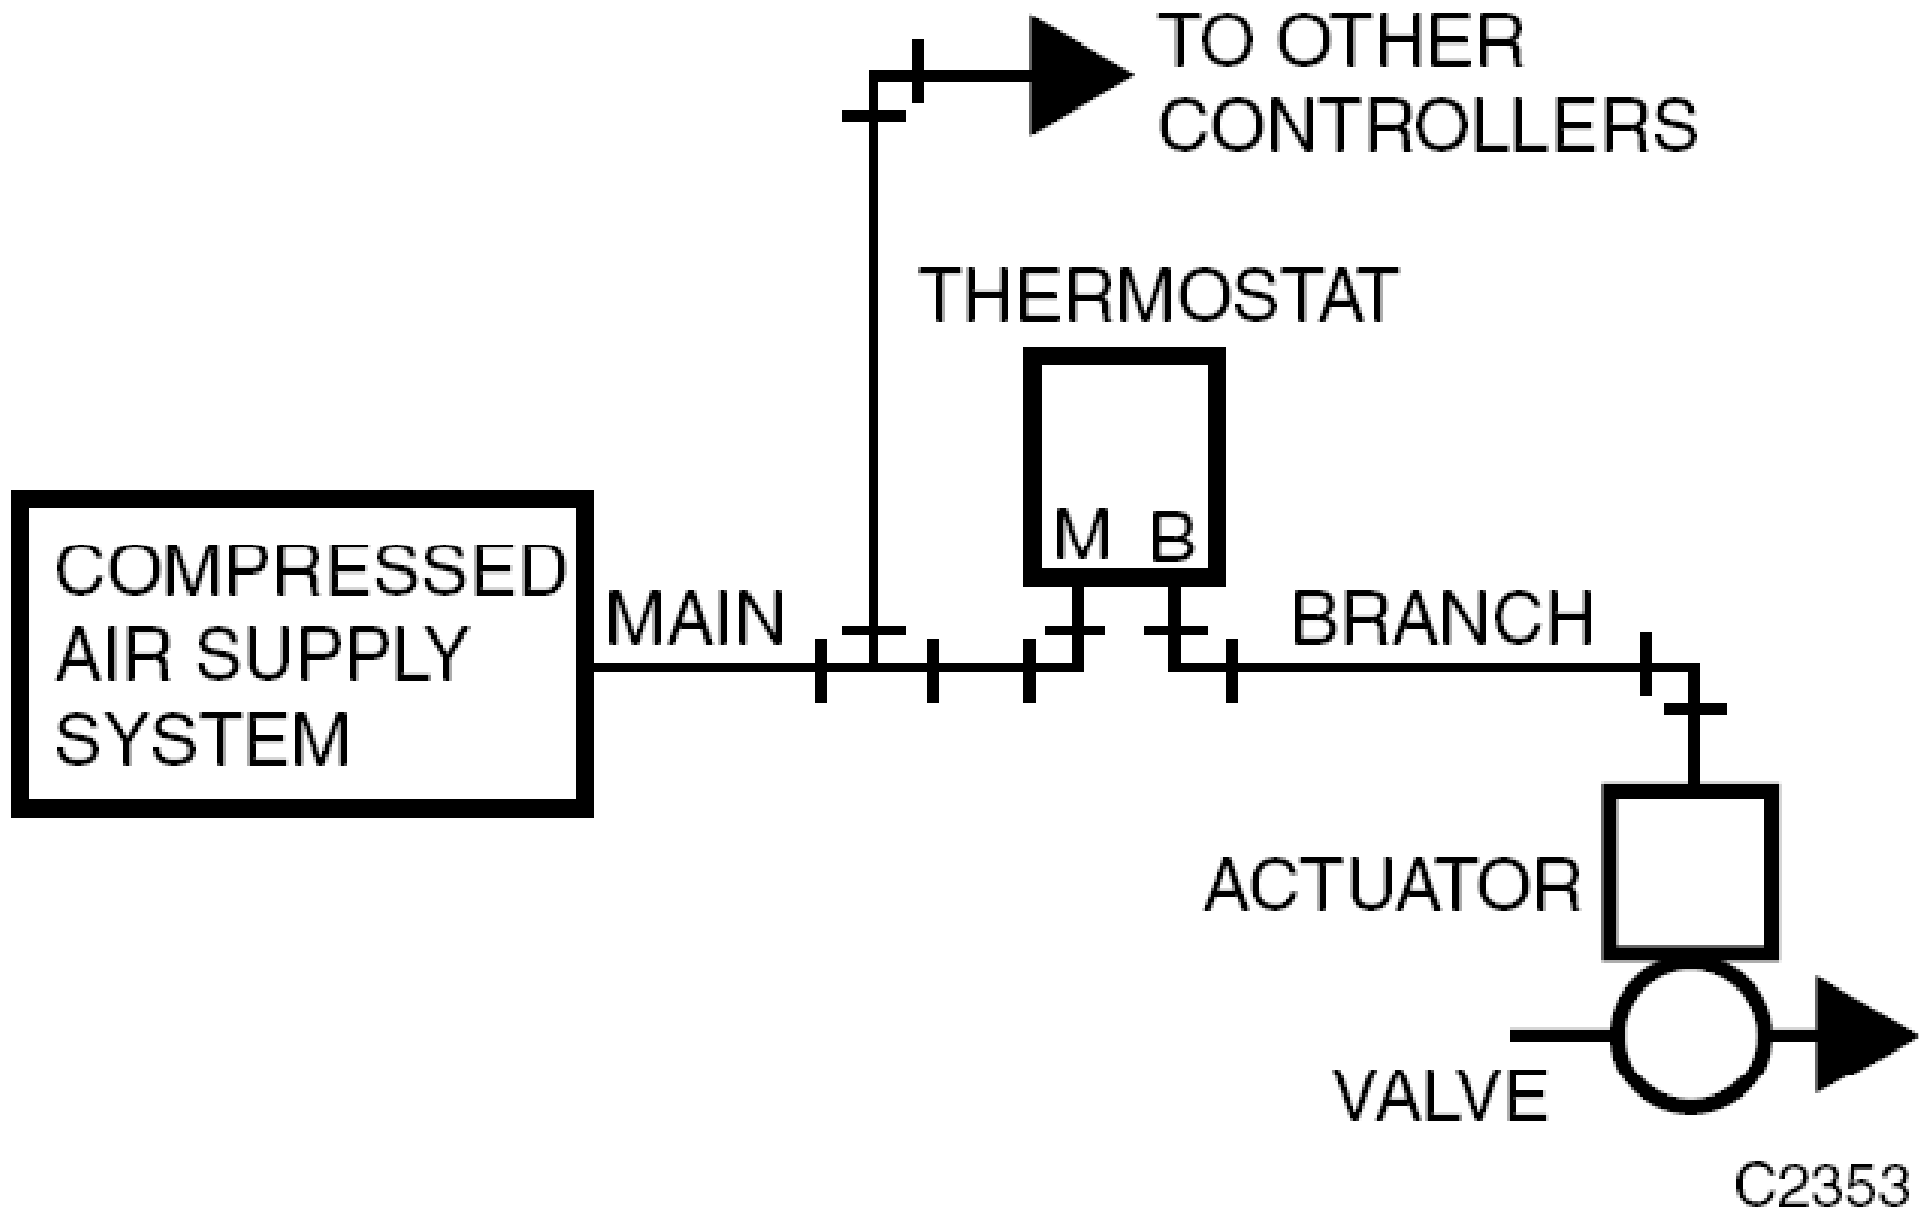 TO OTHER
CONTROLLERS
THERMOSTAT
M B
COMPRESSED
AIR SUPPLY
SYSTEM
MAIN
BRANCH
ACTUATOR
VALVE
C2353